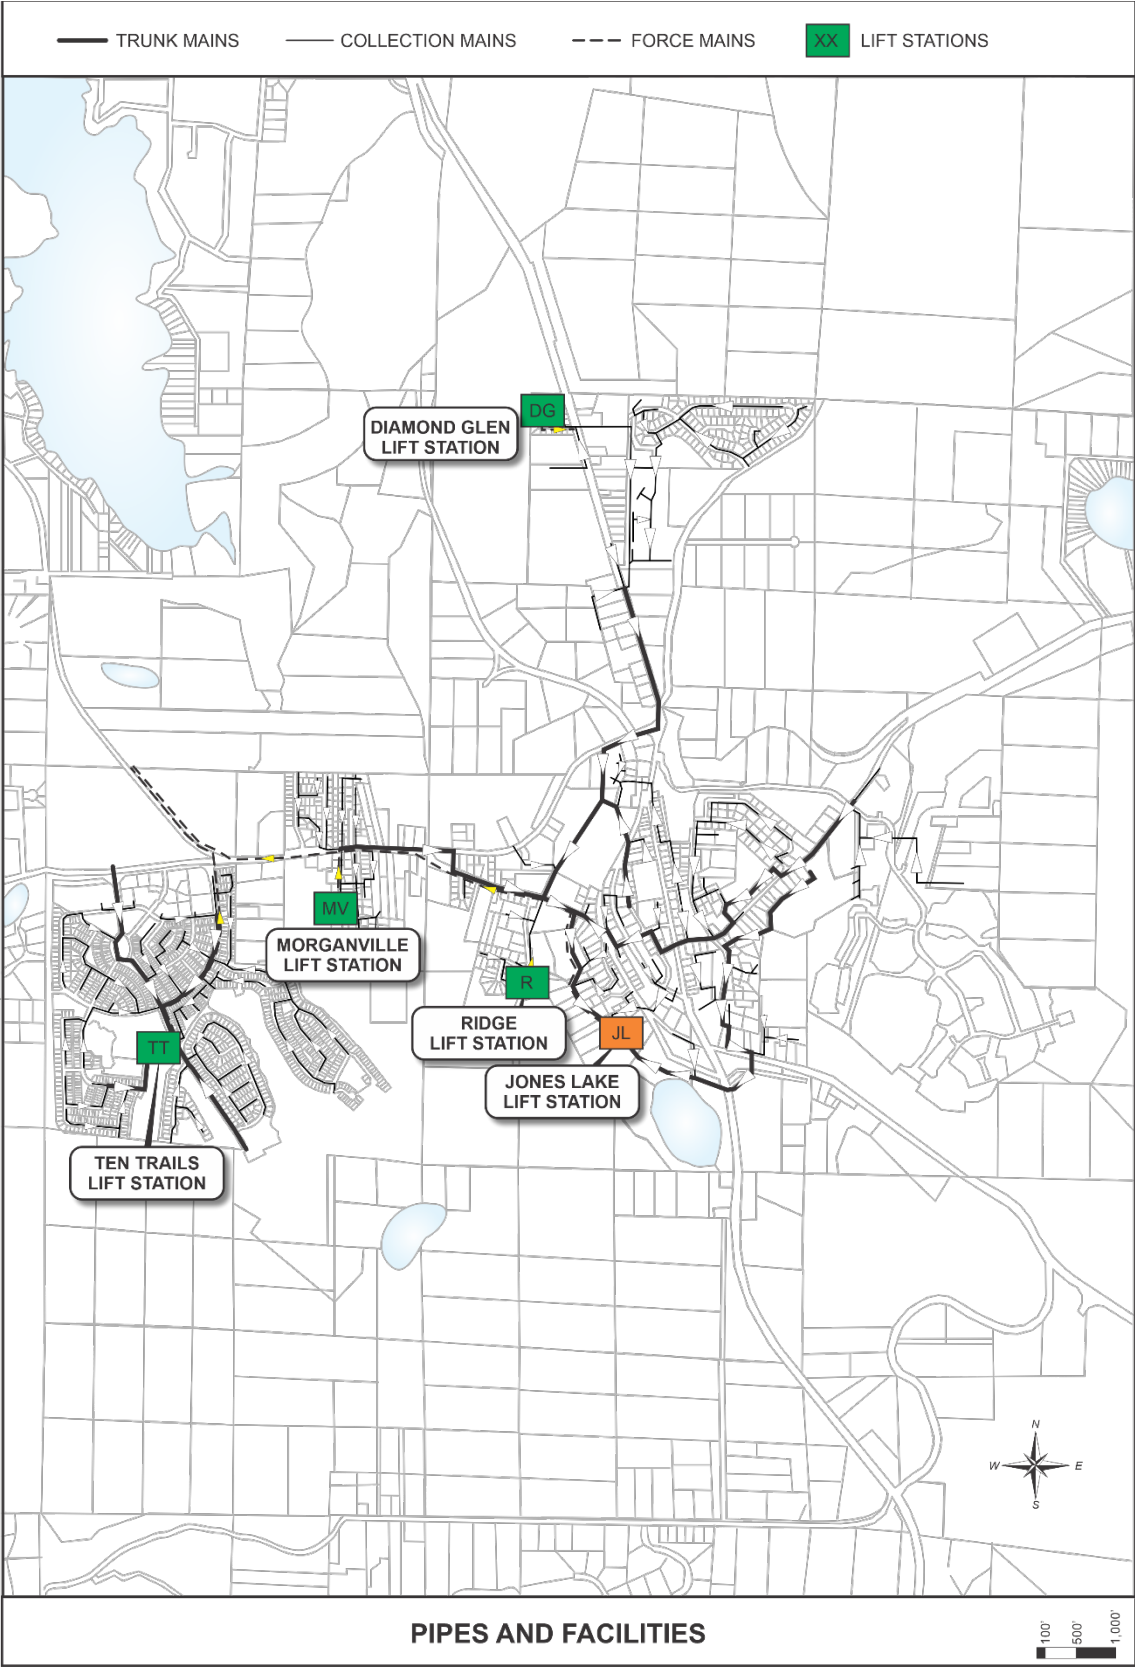 TRUNK MAINS
COLLECTION MAINS
FORCE MAINS
XX
LIFT STATIONS
DG
DIAMOND GLEN
LIFT STATION
MV
MORGANVILLE
LIFT STATION
R
RIDGE
LIFT STATION
JL
JONES LAKE
LIFT STATION
TT
TEN TRAILS
LIFT STATION
N
W
E
S
PIPES AND FACILITIES
100'
500'
1,000'